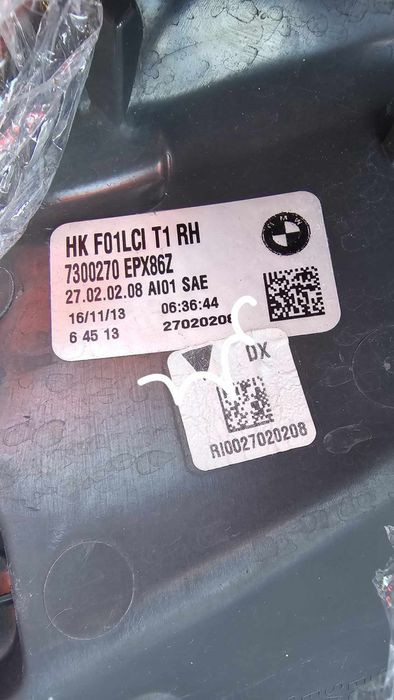 HK F01LCI T1 RH
7300270 EPX86Z
27.02.02.08 AI01 SAE
16/11/13 06:36:44
6 45 13 27020208
BMW
DX
RI0027020208